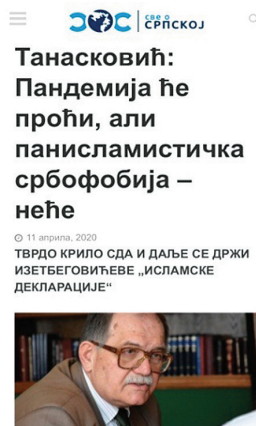 СОС
све о
СРПСКОЈ
Танасковић:
Пандемија ће
проћи, али
панисламистичка
србофобија –
неће
11 априла, 2020
ТВРДО КРИЛО СДА И ДАЉЕ СЕ ДРЖИ
ИЗЕТБЕГОВИЋЕВЕ „ИСЛАМСКЕ
ДЕКЛАРАЦИЈЕ“